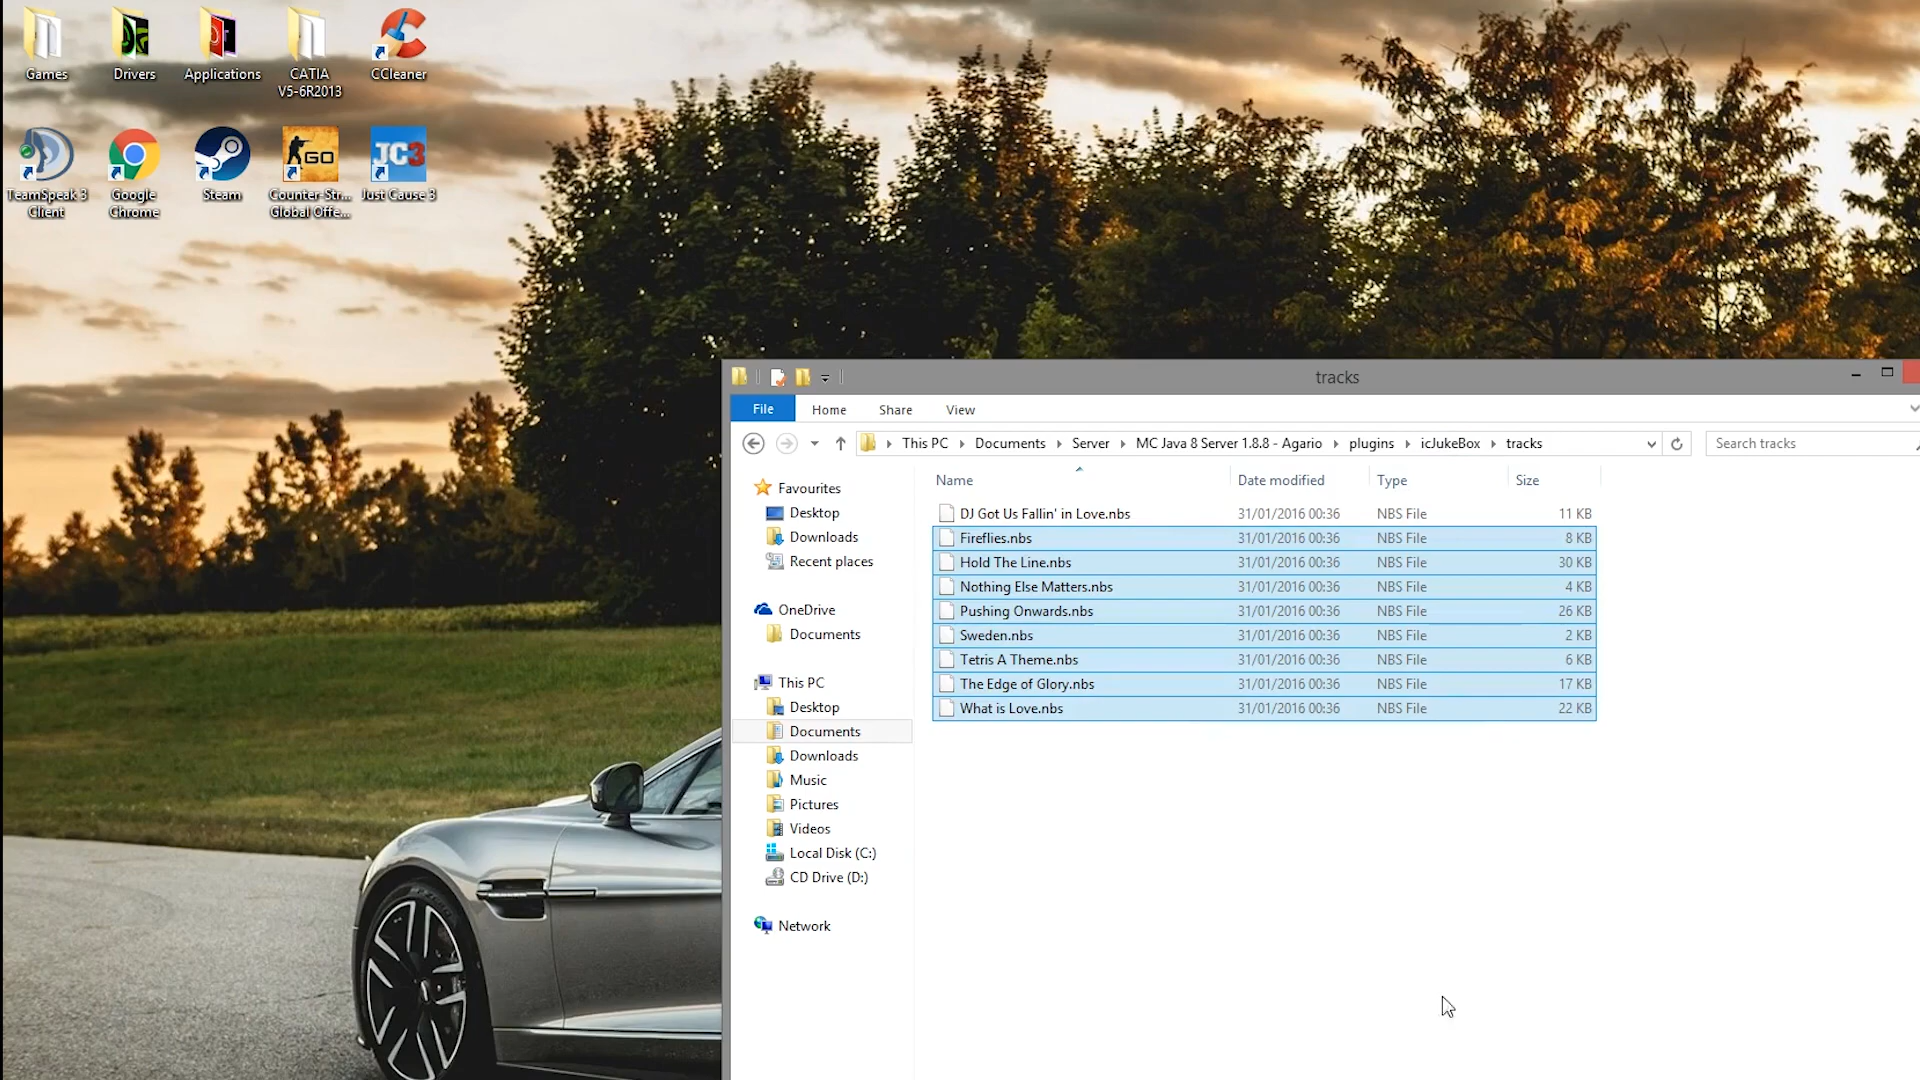 Games
Drivers
Applications
CATIA
V5-6R2013
CCleaner
TeamSpeak 3
Client
Google
Chrome
GO
Steam
Counter-Str...
Global Offe...
JC3
Just Cause 3
tracks
File
Home
Share
View
This PC
Documents
Server
MC Java 8 Server 1.8.8 - Agario
plugins
icJukeBox
tracks
Search tracks
Name
Date modified
Type
Size
DJ Got Us Fallin' in Love.nbs 31/01/2016 00:36 NBS File 11 KB
Fireflies.nbs 31/01/2016 00:36 NBS File 8 KB
Hold The Line.nbs 31/01/2016 00:36 NBS File 30 KB
Nothing Else Matters.nbs 31/01/2016 00:36 NBS File 4 KB
Pushing Onwards.nbs 31/01/2016 00:36 NBS File 26 KB
Sweden.nbs 31/01/2016 00:36 NBS File 2 KB
Tetris A Theme.nbs 31/01/2016 00:36 NBS File 6 KB
The Edge of Glory.nbs 31/01/2016 00:36 NBS File 17 KB
What is Love.nbs 31/01/2016 00:36 NBS File 22 KB
Favourites
Desktop
Downloads
Recent places
OneDrive
Documents
This PC
Desktop
Documents
Downloads
Music
Pictures
Videos
Local Disk (C:)
CD Drive (D:)
Network